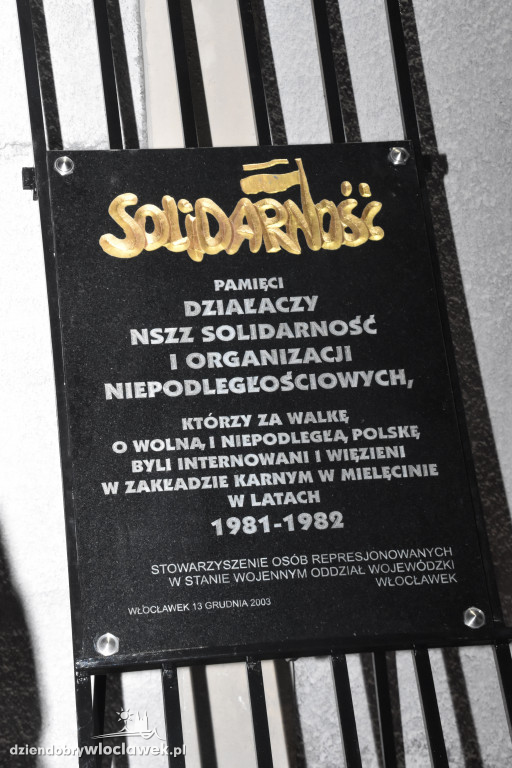 SOLIDARNOŚĆ
PAMIĘCI
DZIAŁACZY
NSZZ SOLIDARNOŚĆ
I ORGANIZACJI
NIEPODLEGŁOŚCIOWYCH,
KTÓRZY ZA WALKĘ
O WOLNĄ I NIEPODLEGŁĄ POLSKĘ
BYLI INTERNOWANI I WIĘZIENI
W ZAKŁADZIE KARNYM W MIELĘCINIE
W LATACH
1981-1982
STOWARZYSZENIE OSÓB REPRESJONOWANYCH
W STANIE WOJENNYM ODDZIAŁ WOJEWÓDZKI
WŁOCŁAWEK
WŁOCŁAWEK 13 GRUDNIA 2003
dziendobrywloclawek.pl